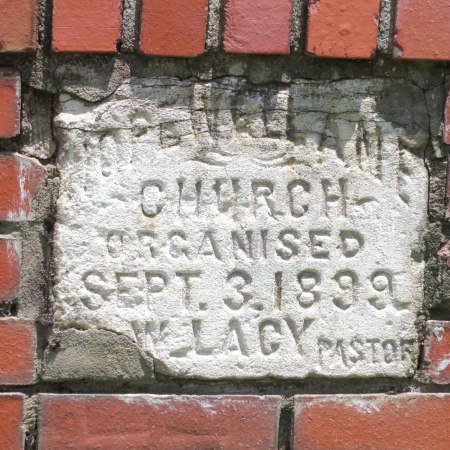 CHURCH
ORGANISED
SEPT. 3. 1899
W. LACY PASTOR